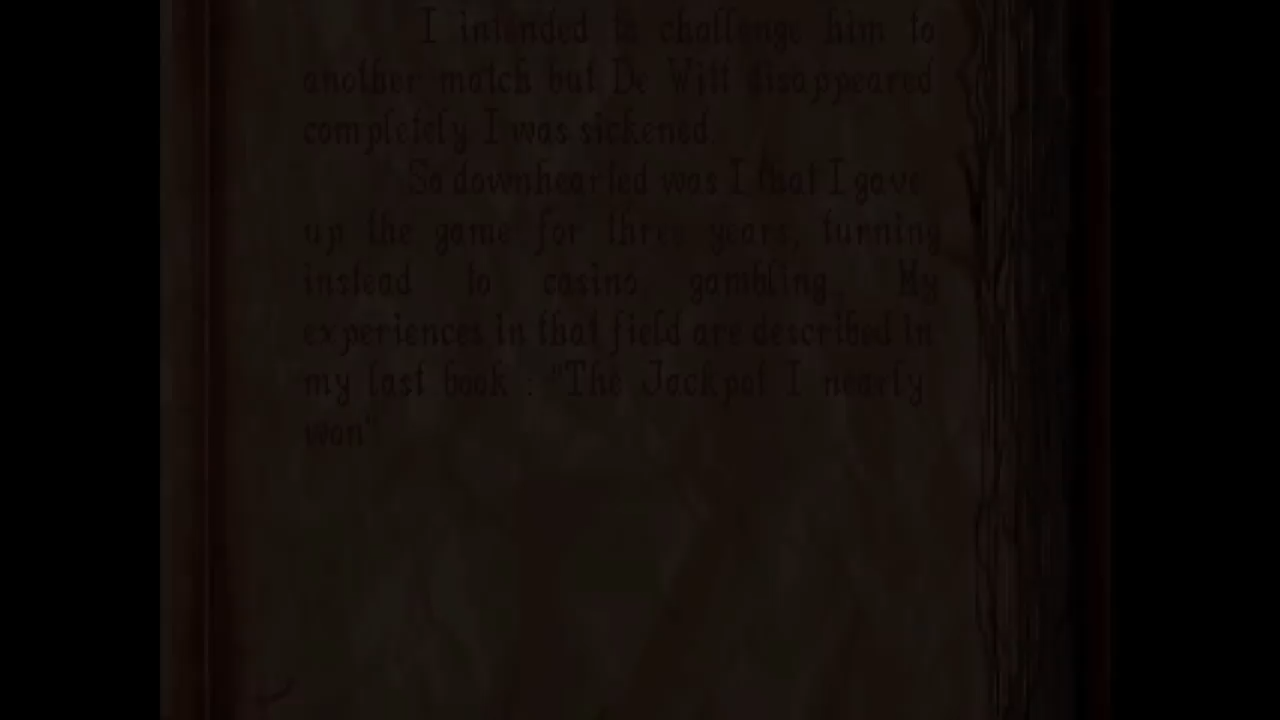 I intended to challenge him to
another match but De Witt disappeared
completely. I was sickened.
So downhearted was I that I gave
up the game for three years, turning
instead to casino gambling. My
experiences in that field are described in
my last book : "The Jackpot I nearly
won"